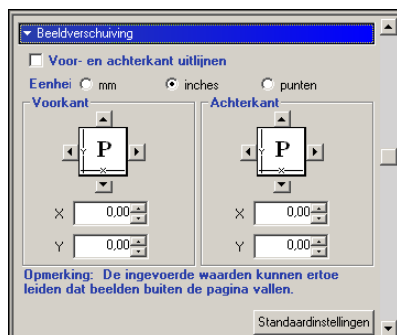 Beeldverschuiving
Voor- en achterkant uitlijnen
Eenhei mm inches punten
Voorkant Achterkant
P P
Y X Y X
X 0,00 X 0,00
Y 0,00 Y 0,00
Opmerking: De ingevoerde waarden kunnen ertoe
leiden dat beelden buiten de pagina vallen.
Standaardinstellingen